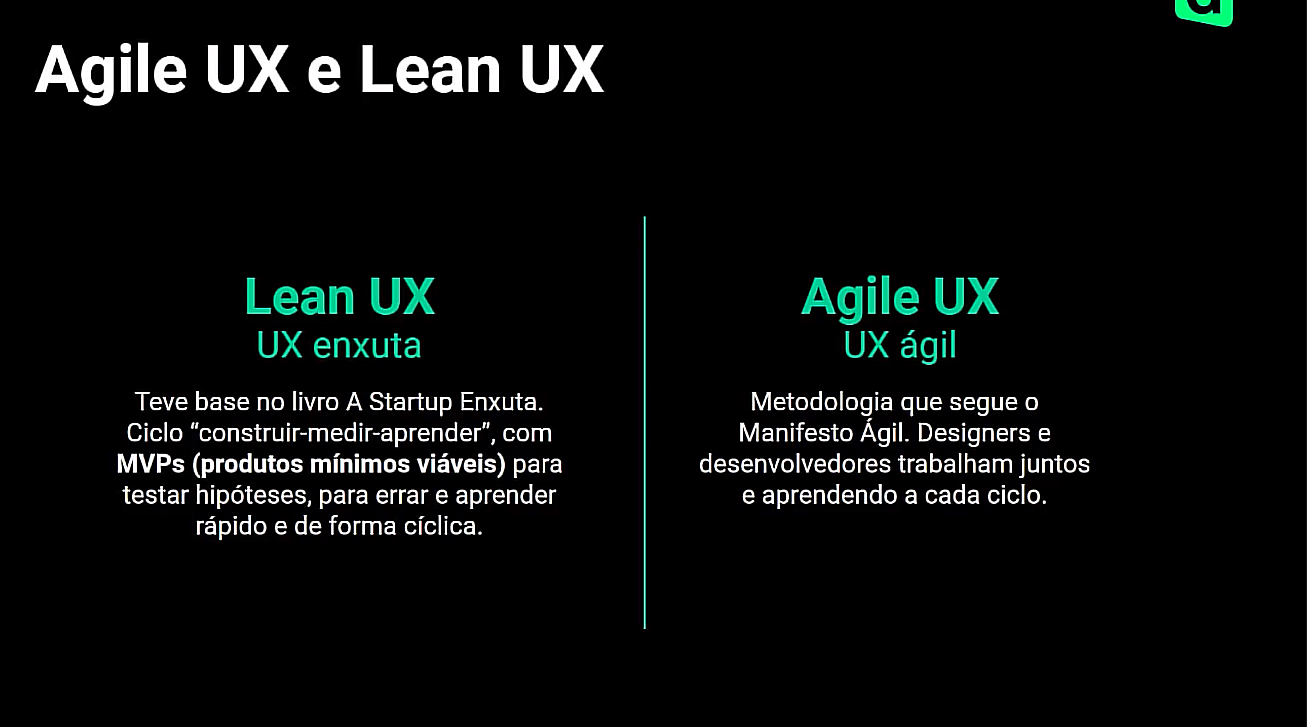 Agile UX e Lean UX
Lean UX
UX enxuta
Teve base no livro A Startup Enxuta.
Ciclo “construir-medir-aprender”, com
MVPs (produtos mínimos viáveis) para
testar hipóteses, para errar e aprender
rápido e de forma cíclica.
Agile UX
UX ágil
Metodologia que segue o
Manifesto Ágil. Designers e
desenvolvedores trabalham juntos
e aprendendo a cada ciclo.